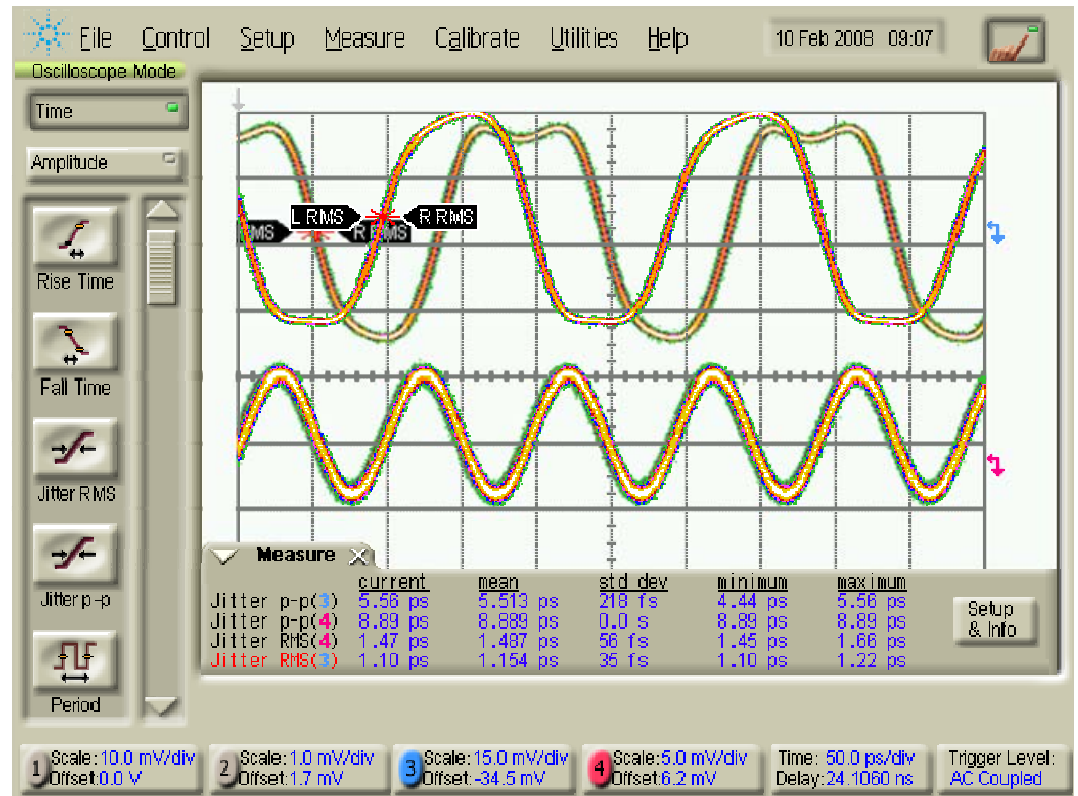 File Control Setup Measure Calibrate Utilities Help 10 Feb 2008 09:07
Oscilloscope Mode
Time
Amplitude
Rise Time
Fall Time
Jitter RMS
Jitter p-p
Period
L RMS R RMS
MS R RMS
Measure
current mean std dev minimum maximum
Jitter p-p(3) 5.56 ps 5.513 ps 218 fs 4.44 ps 5.56 ps
Jitter p-p(4) 8.89 ps 8.889 ps 0.0 s 8.89 ps 8.89 ps
Jitter RMS(4) 1.47 ps 1.487 ps 56 fs 1.45 ps 1.66 ps
Jitter RMS(3) 1.10 ps 1.154 ps 35 fs 1.10 ps 1.22 ps
Setup
& Info
1 Scale:10.0 mV/div
Offset:0.0 V
2 Scale:1.0 mV/div
Offset:1.7 mV
3 Scale:15.0 mV/div
Offset:-34.5 mV
4 Scale:5.0 mV/div
Offset:6.2 mV
Time: 50.0 ps/div
Delay:24.1060 ns
Trigger Level:
AC Coupled